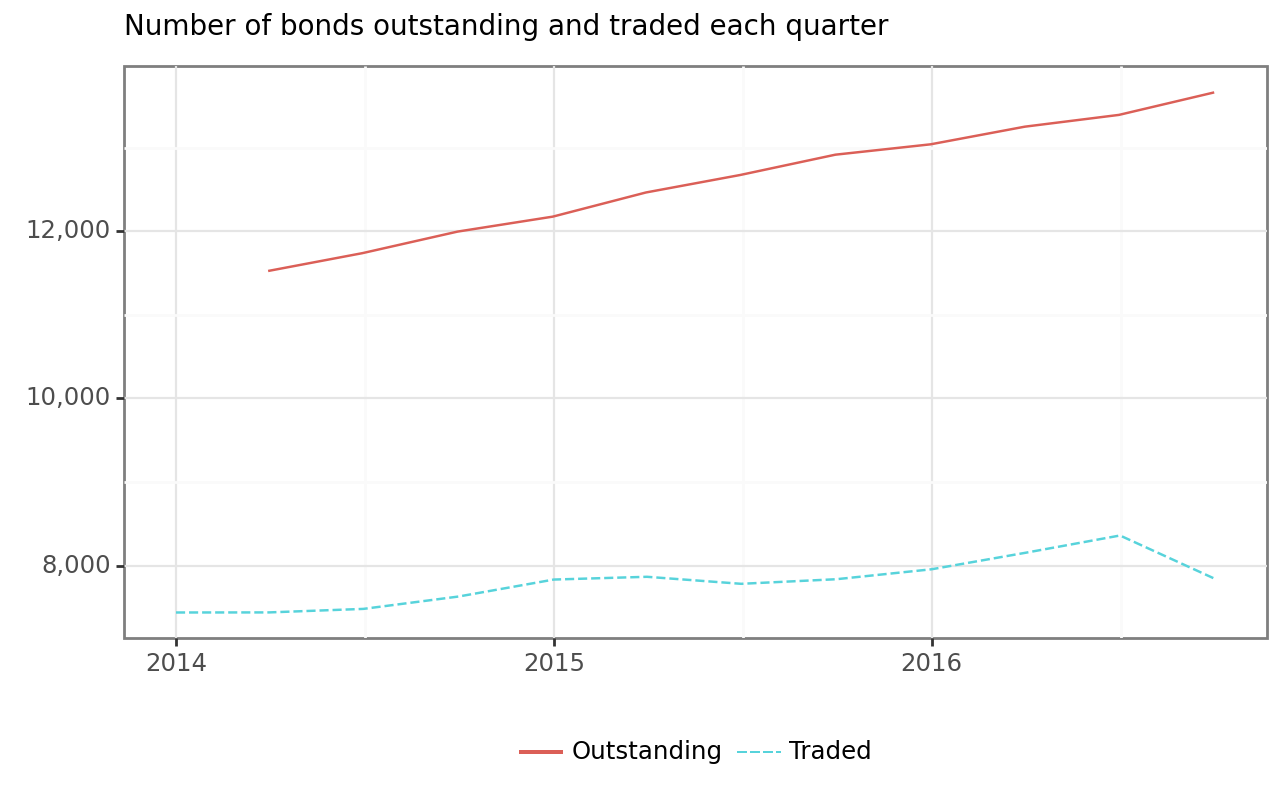 Number of bonds outstanding and traded each quarter
12,000
10,000
8,000
2014 2015 2016
Outstanding Traded